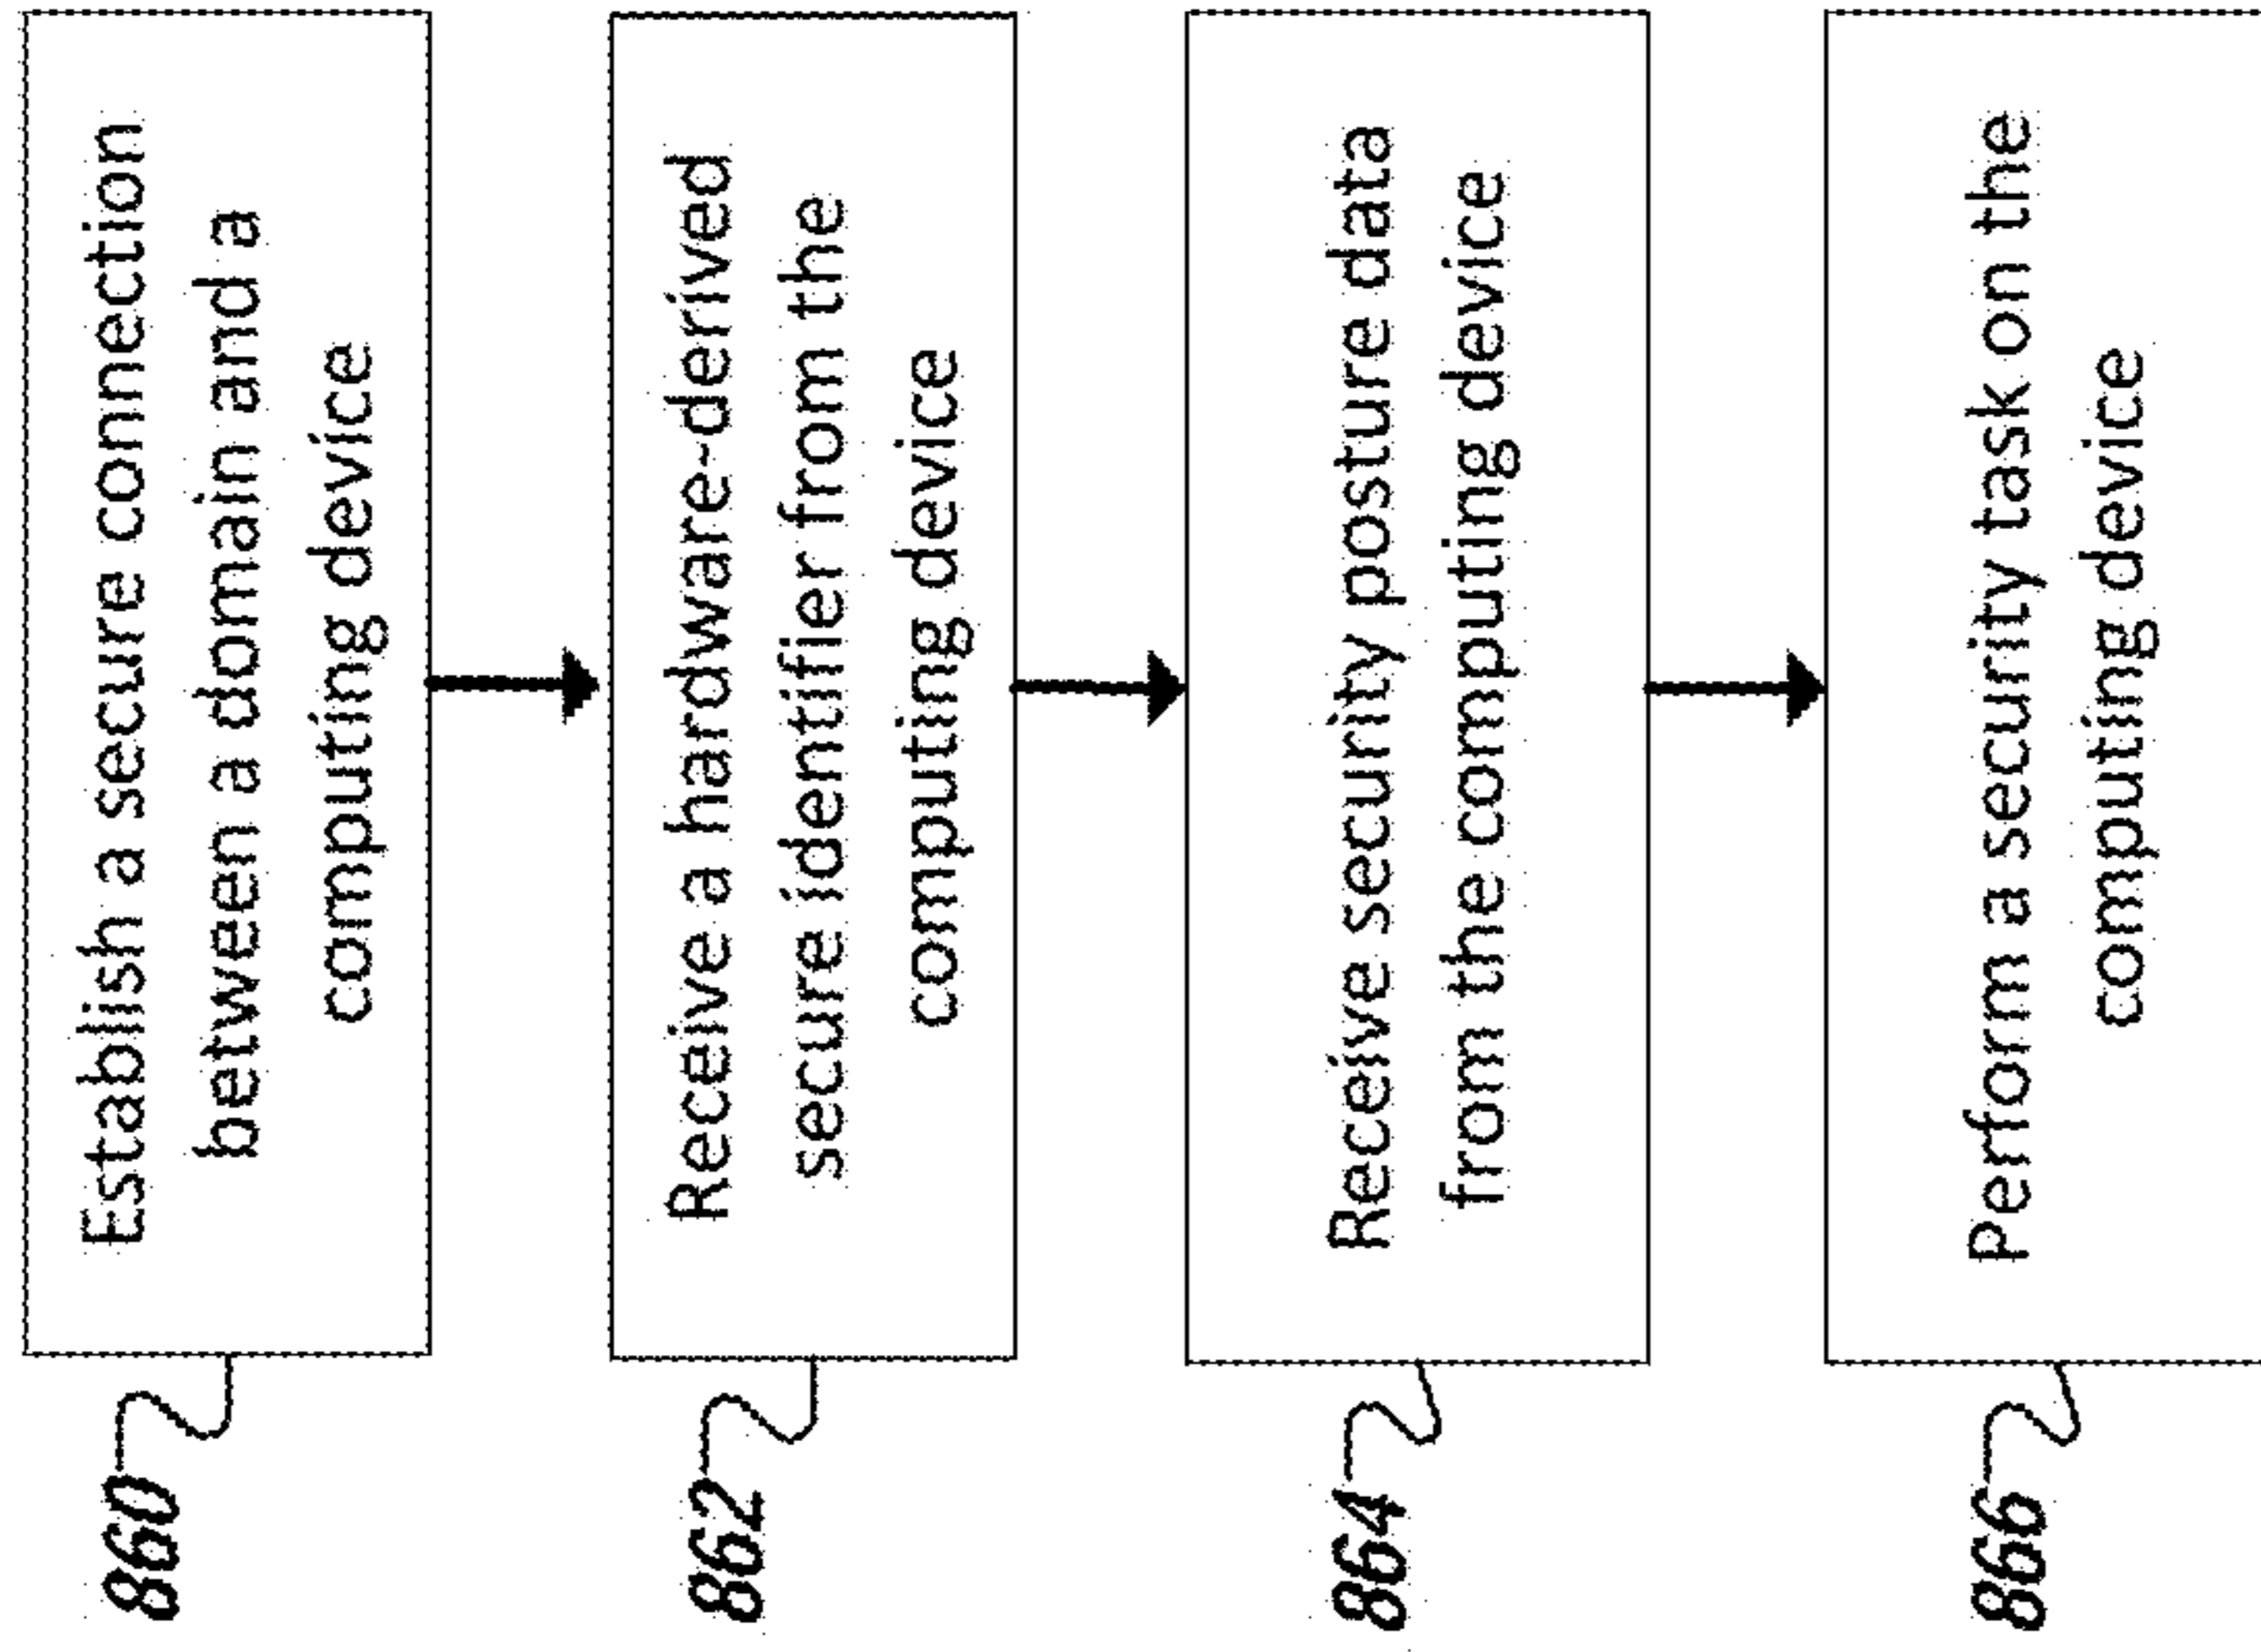 860
Establish a secure connection
between a domain and a
computing device
862
Receive a hardware-derived
secure identifier from the
computing device
864
Receive security posture data
from the computing device
866
Perform a security task on the
computing device